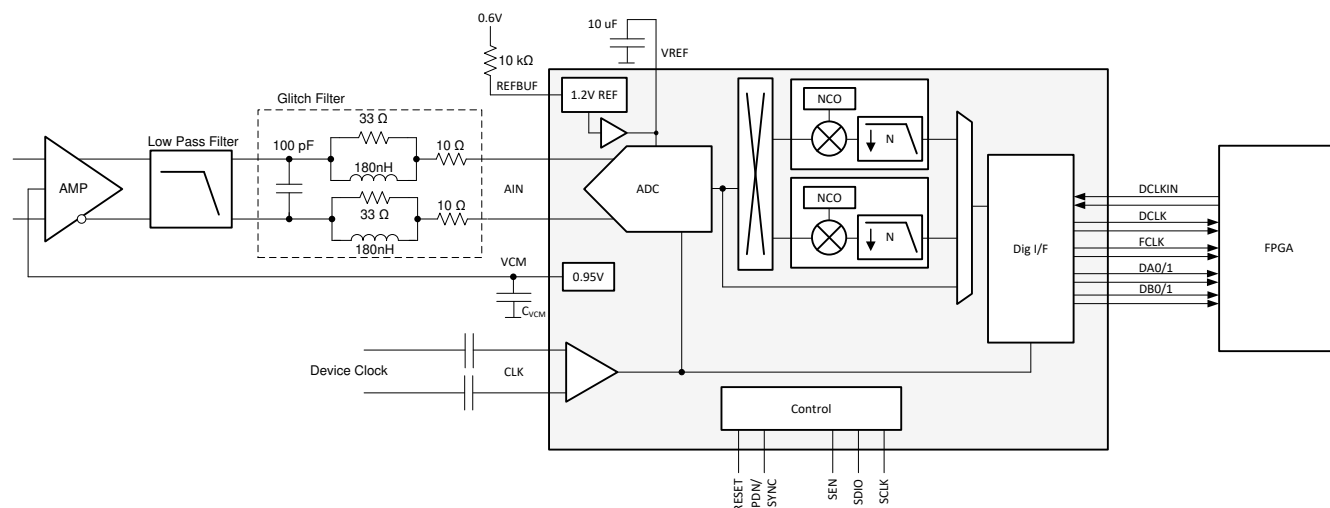 0.6V
10 uF
VREF
10 kΩ
REFBUF
1.2V REF
NCO
Glitch Filter
33 Ω
Low Pass Filter
100 pF
10 Ω
N
180nH
AMP
AIN
ADC
10 Ω
33 Ω
180nH
NCO
N
DCLKIN
DCLK
FCLK
DA0/1
DB0/1
Dig I/F
FPGA
VCM
0.95V
CVCM
Device Clock
CLK
Control
RESET
PDN/
SYNC
SEN
SDIO
SCLK